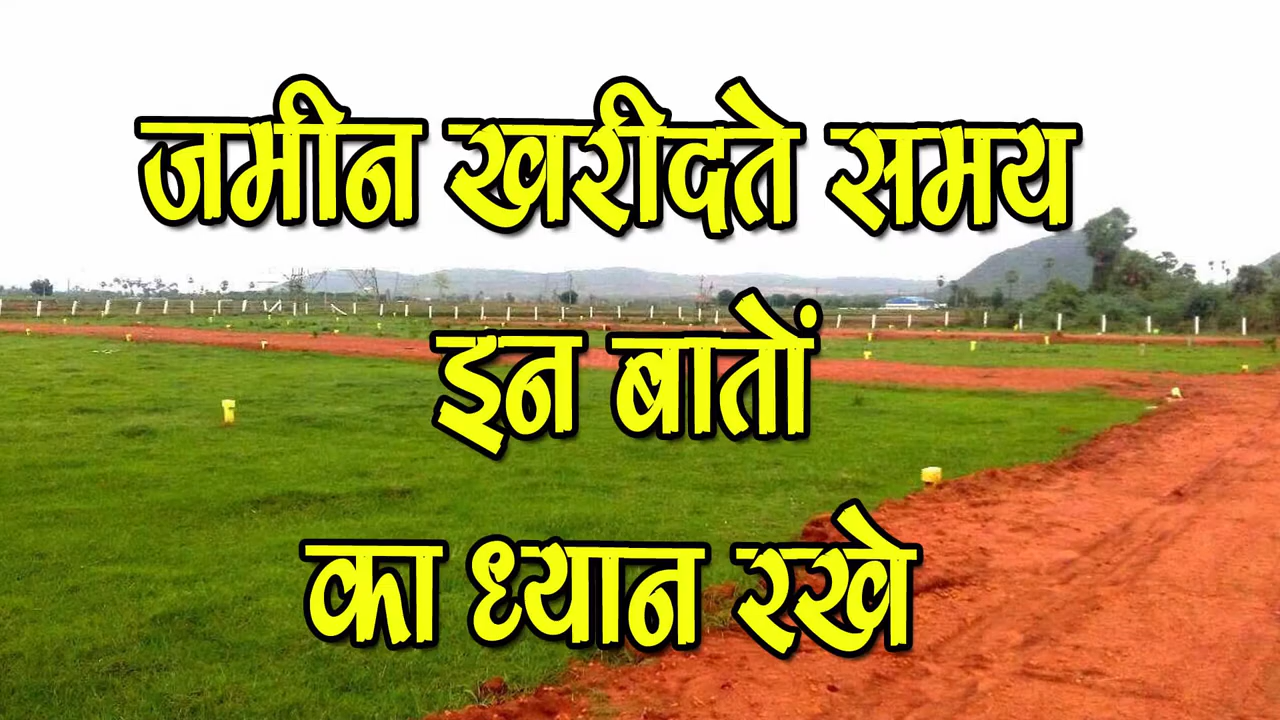 जमीन खरीदते समय
इन बातों
का ध्यान रखे